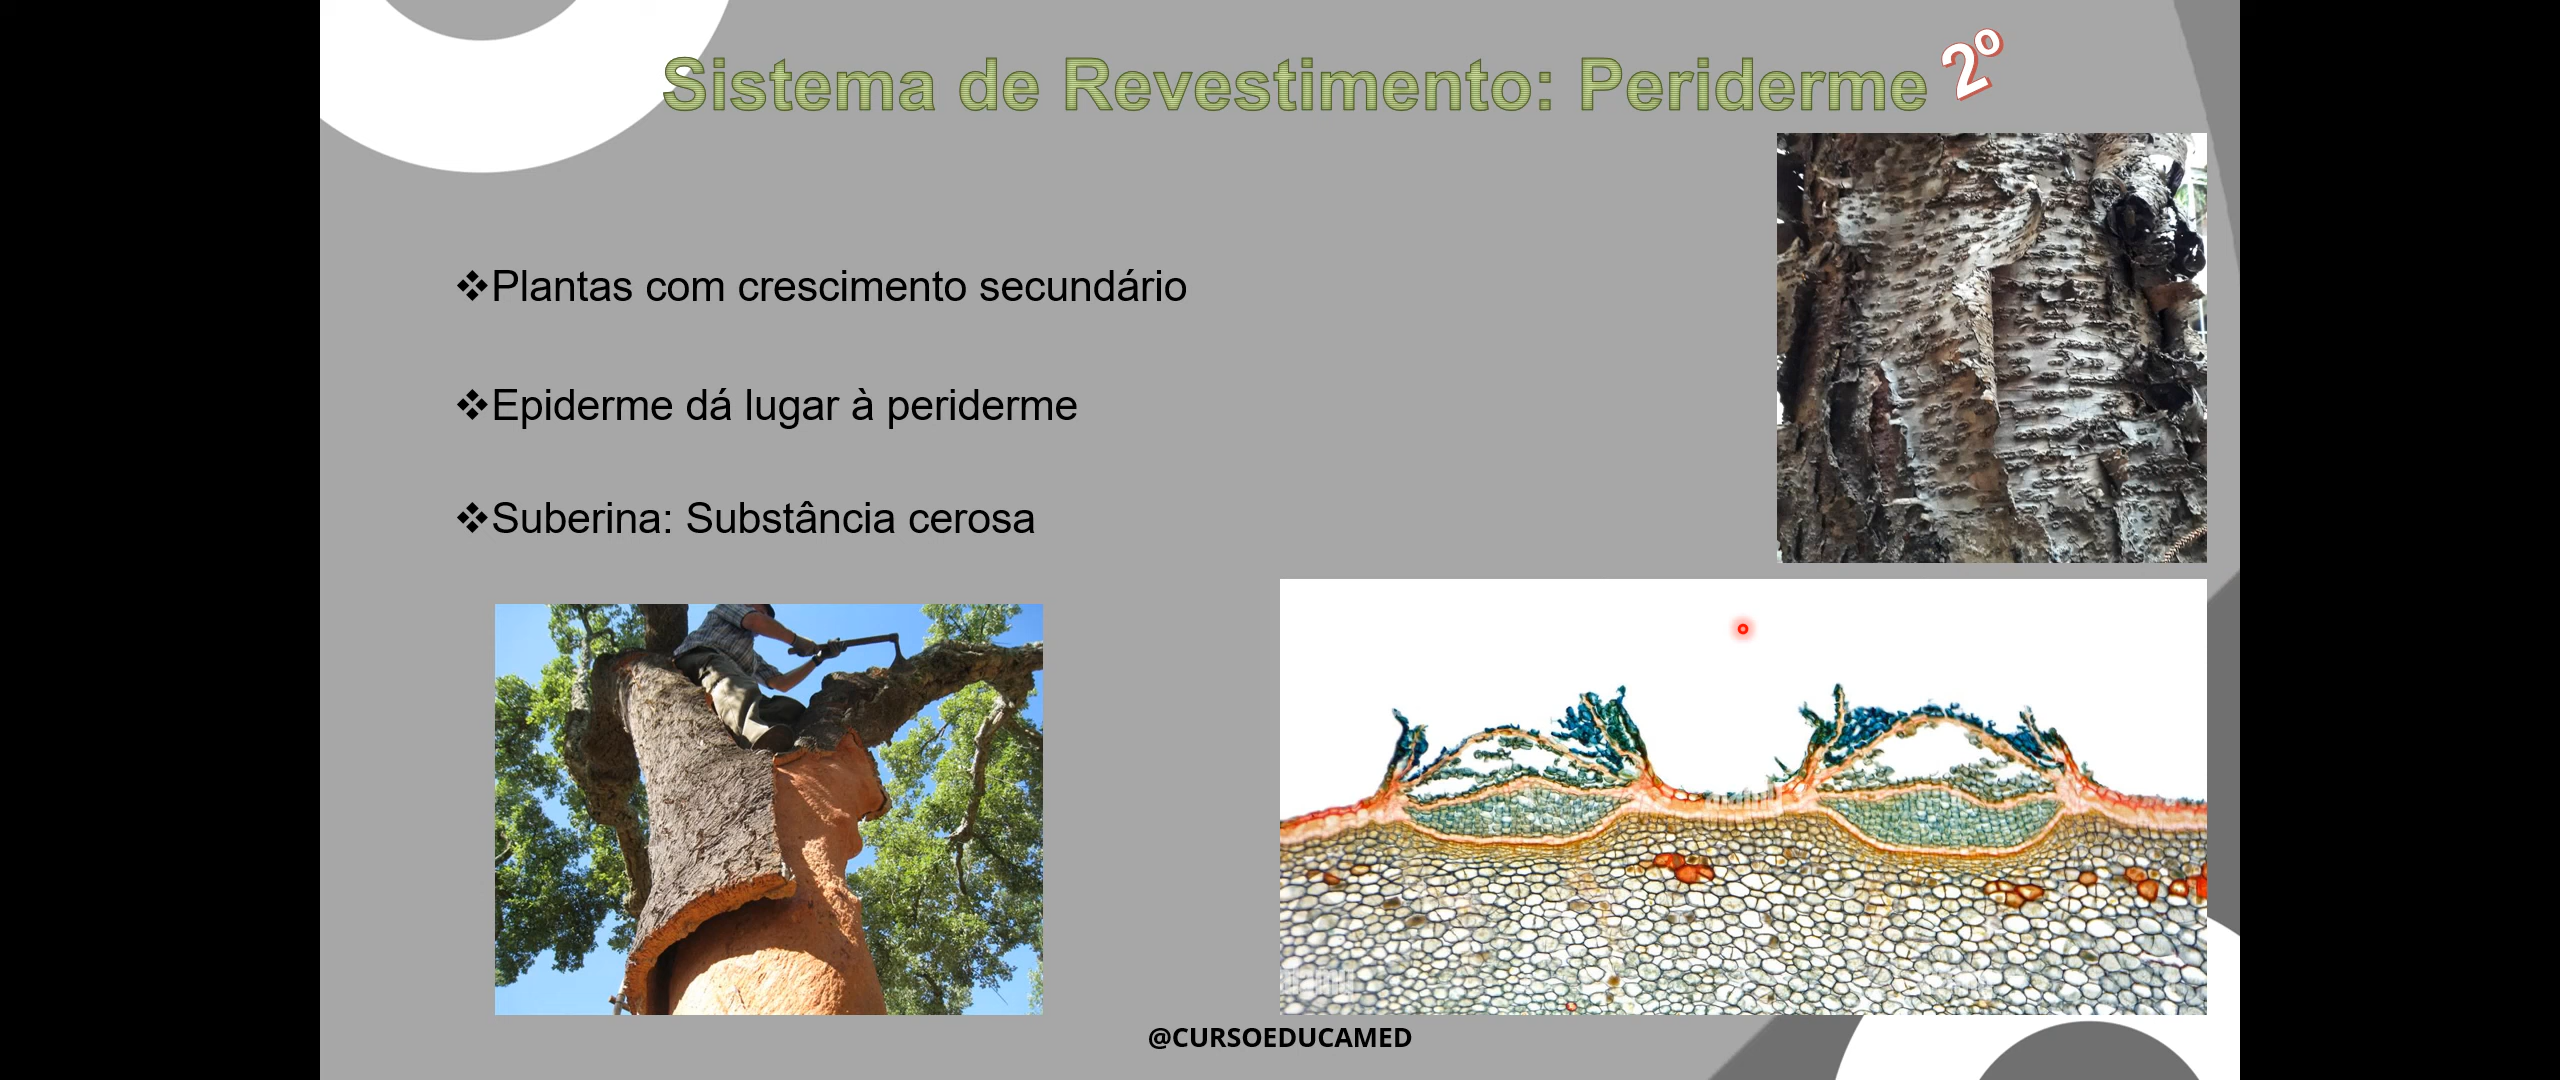 Sistema de Revestimento: Periderme 2º
❖Plantas com crescimento secundário
❖Epiderme dá lugar à periderme
❖Suberina: Substância cerosa
@CURSOEDUCAMED